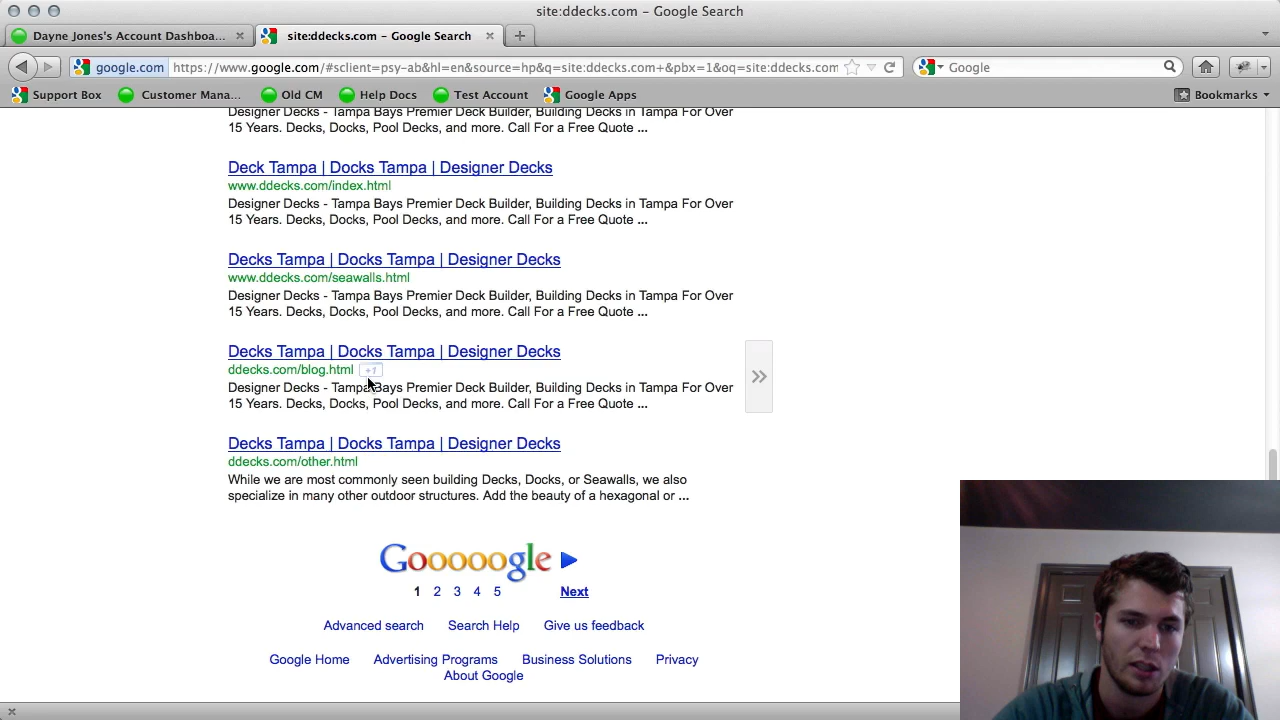 site:ddecks.com – Google Search
Dayne Jones's Account Dashboa...
site:ddecks.com – Google Search
google.com
https://www.google.com/#sclient=psy-ab&hl=en&source=hp&q=site:ddecks.com+&pbx=1&oq=site:ddecks.com
Google
Support Box
Customer Mana...
Old CM
Help Docs
Test Account
Google Apps
Bookmarks
Designer Decks - Tampa Bays Premier Deck Builder, Building Decks in Tampa For Over
15 Years. Decks, Docks, Pool Decks, and more. Call For a Free Quote ...
Deck Tampa | Docks Tampa | Designer Decks
www.ddecks.com/index.html
Designer Decks - Tampa Bays Premier Deck Builder, Building Decks in Tampa For Over
15 Years. Decks, Docks, Pool Decks, and more. Call For a Free Quote ...
Decks Tampa | Docks Tampa | Designer Decks
www.ddecks.com/seawalls.html
Designer Decks - Tampa Bays Premier Deck Builder, Building Decks in Tampa For Over
15 Years. Decks, Docks, Pool Decks, and more. Call For a Free Quote ...
Decks Tampa | Docks Tampa | Designer Decks
ddecks.com/blog.html +1
Designer Decks - Tampa Bays Premier Deck Builder, Building Decks in Tampa For Over
15 Years. Decks, Docks, Pool Decks, and more. Call For a Free Quote ...
Decks Tampa | Docks Tampa | Designer Decks
ddecks.com/other.html
While we are most commonly seen building Decks, Docks, or Seawalls, we also
specialize in many other outdoor structures. Add the beauty of a hexagonal or ...
Gooooogle
1 2 3 4 5 Next
Advanced search Search Help Give us feedback
Google Home Advertising Programs Business Solutions Privacy
About Google